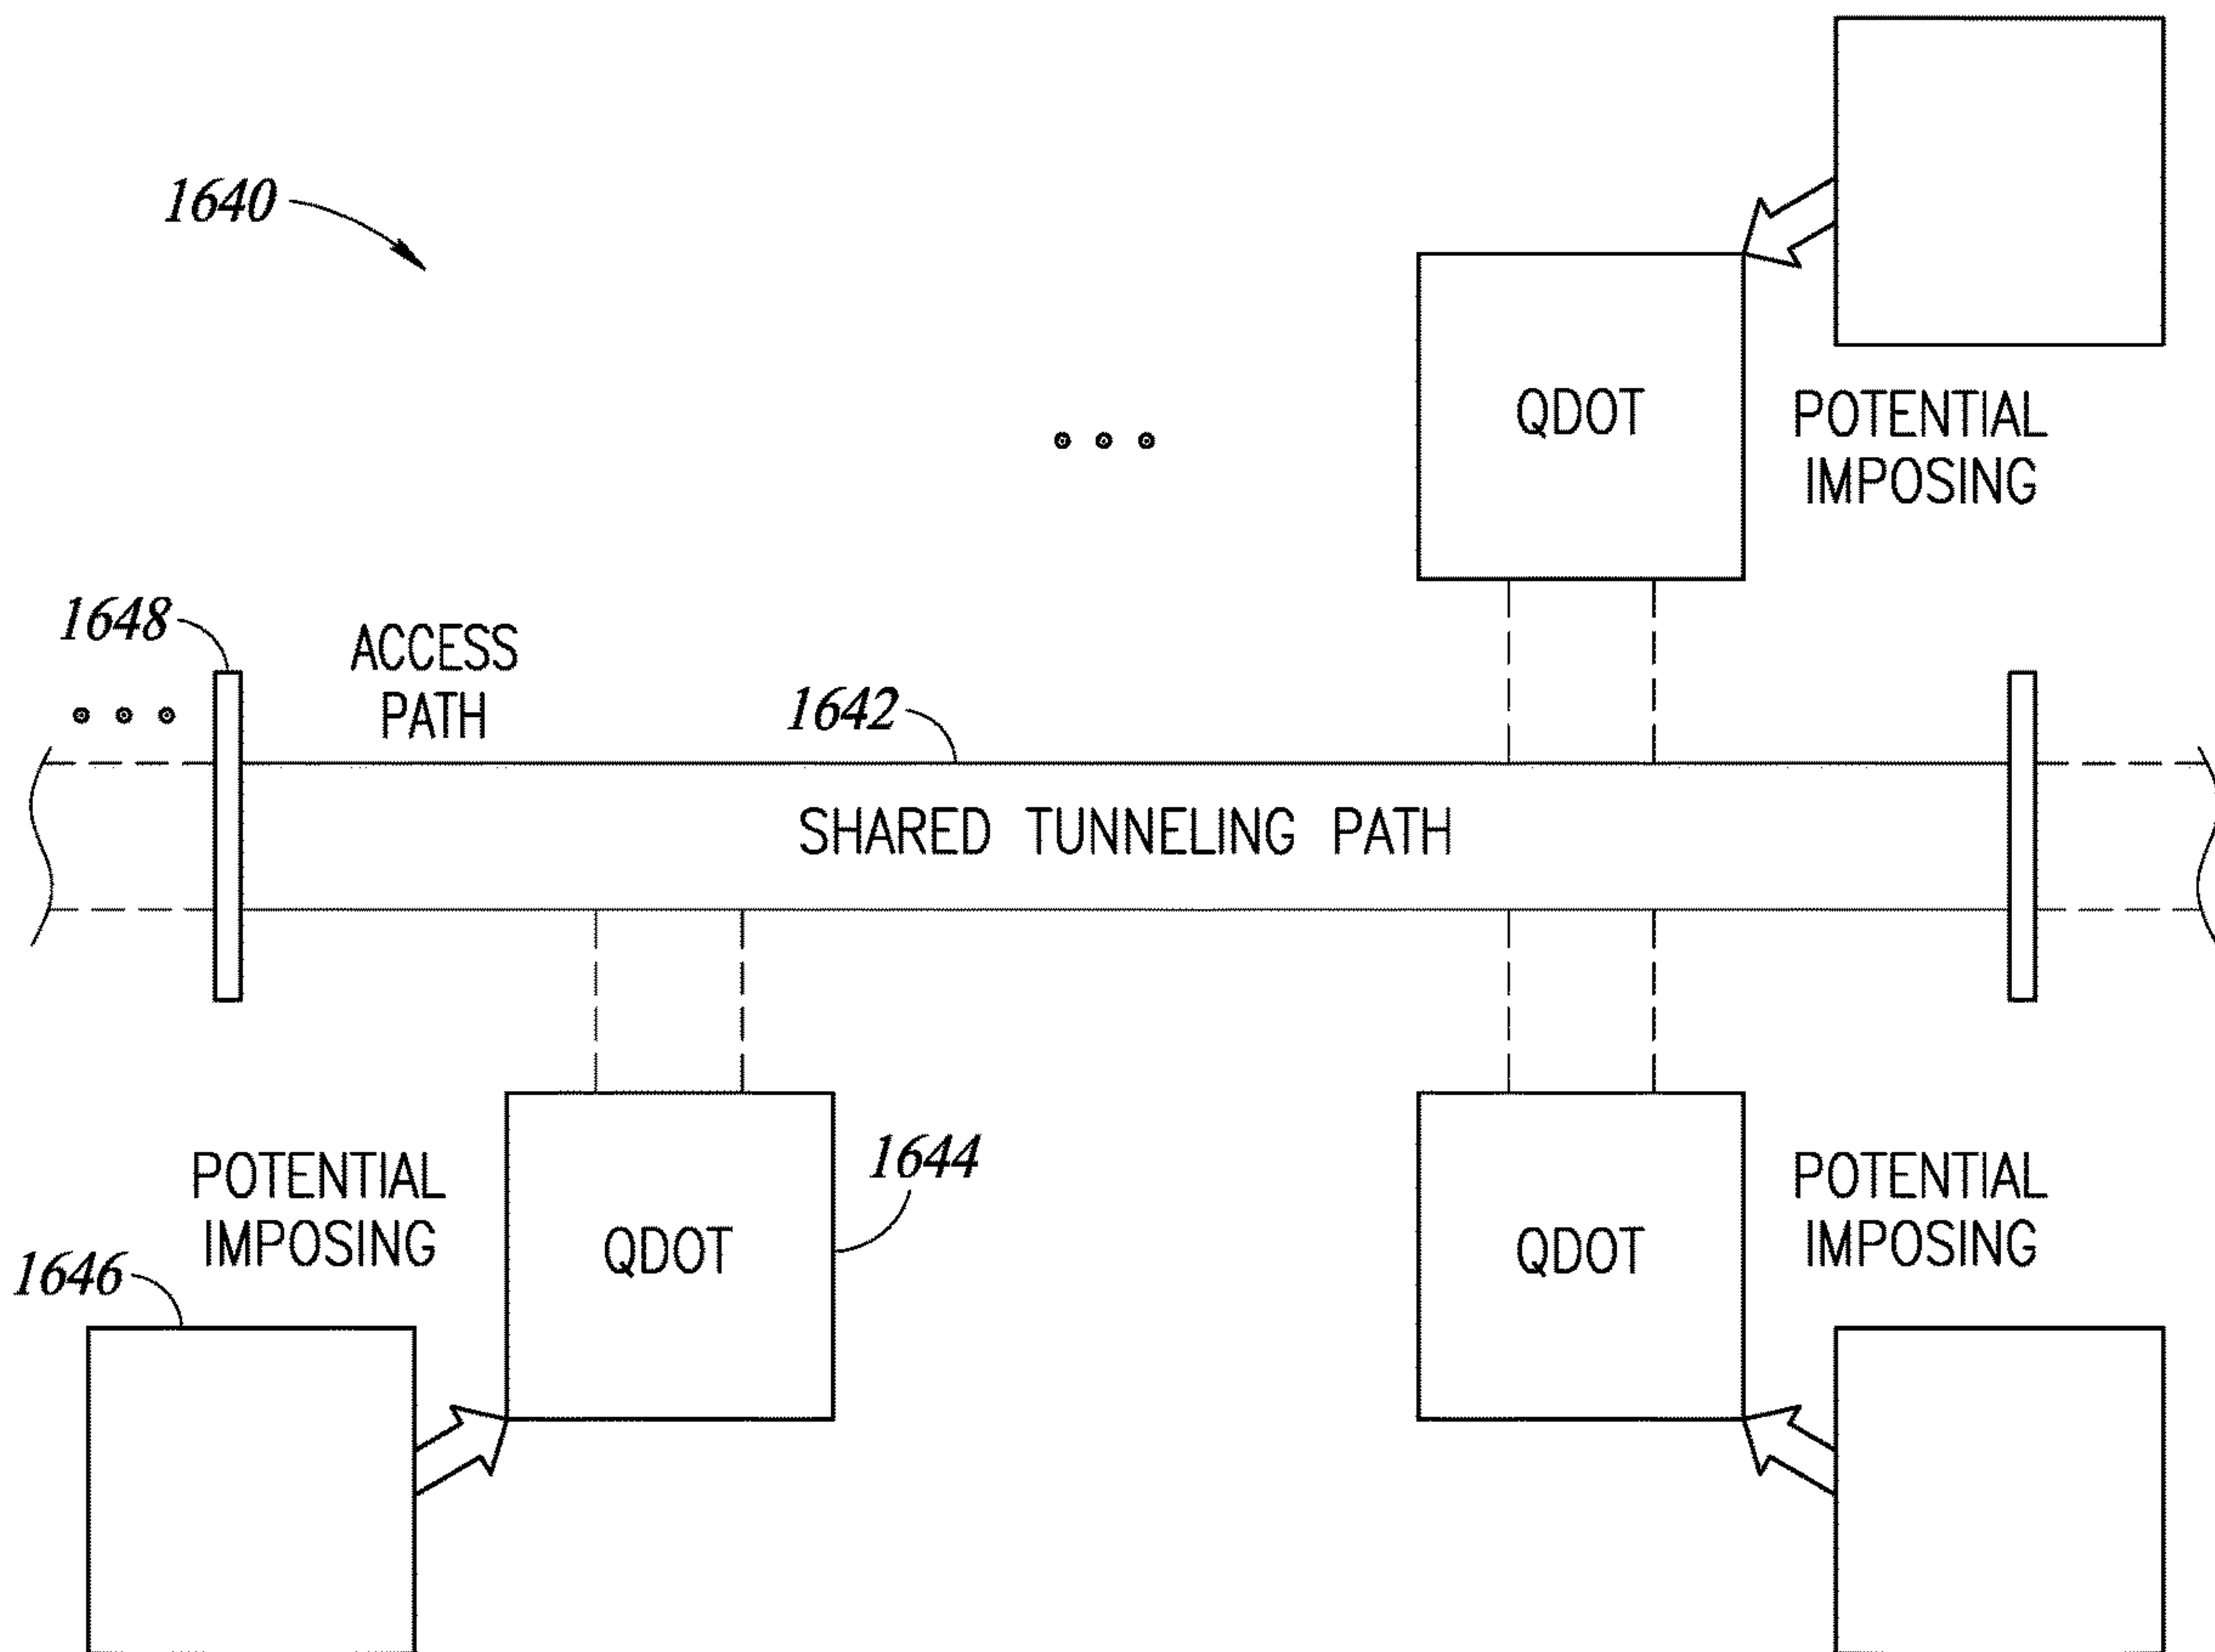 1640
QDOT
POTENTIAL
IMPOSING
1648
ACCESS
PATH
1642
SHARED TUNNELING PATH
POTENTIAL
IMPOSING
1644
QDOT
QDOT
POTENTIAL
IMPOSING
1646